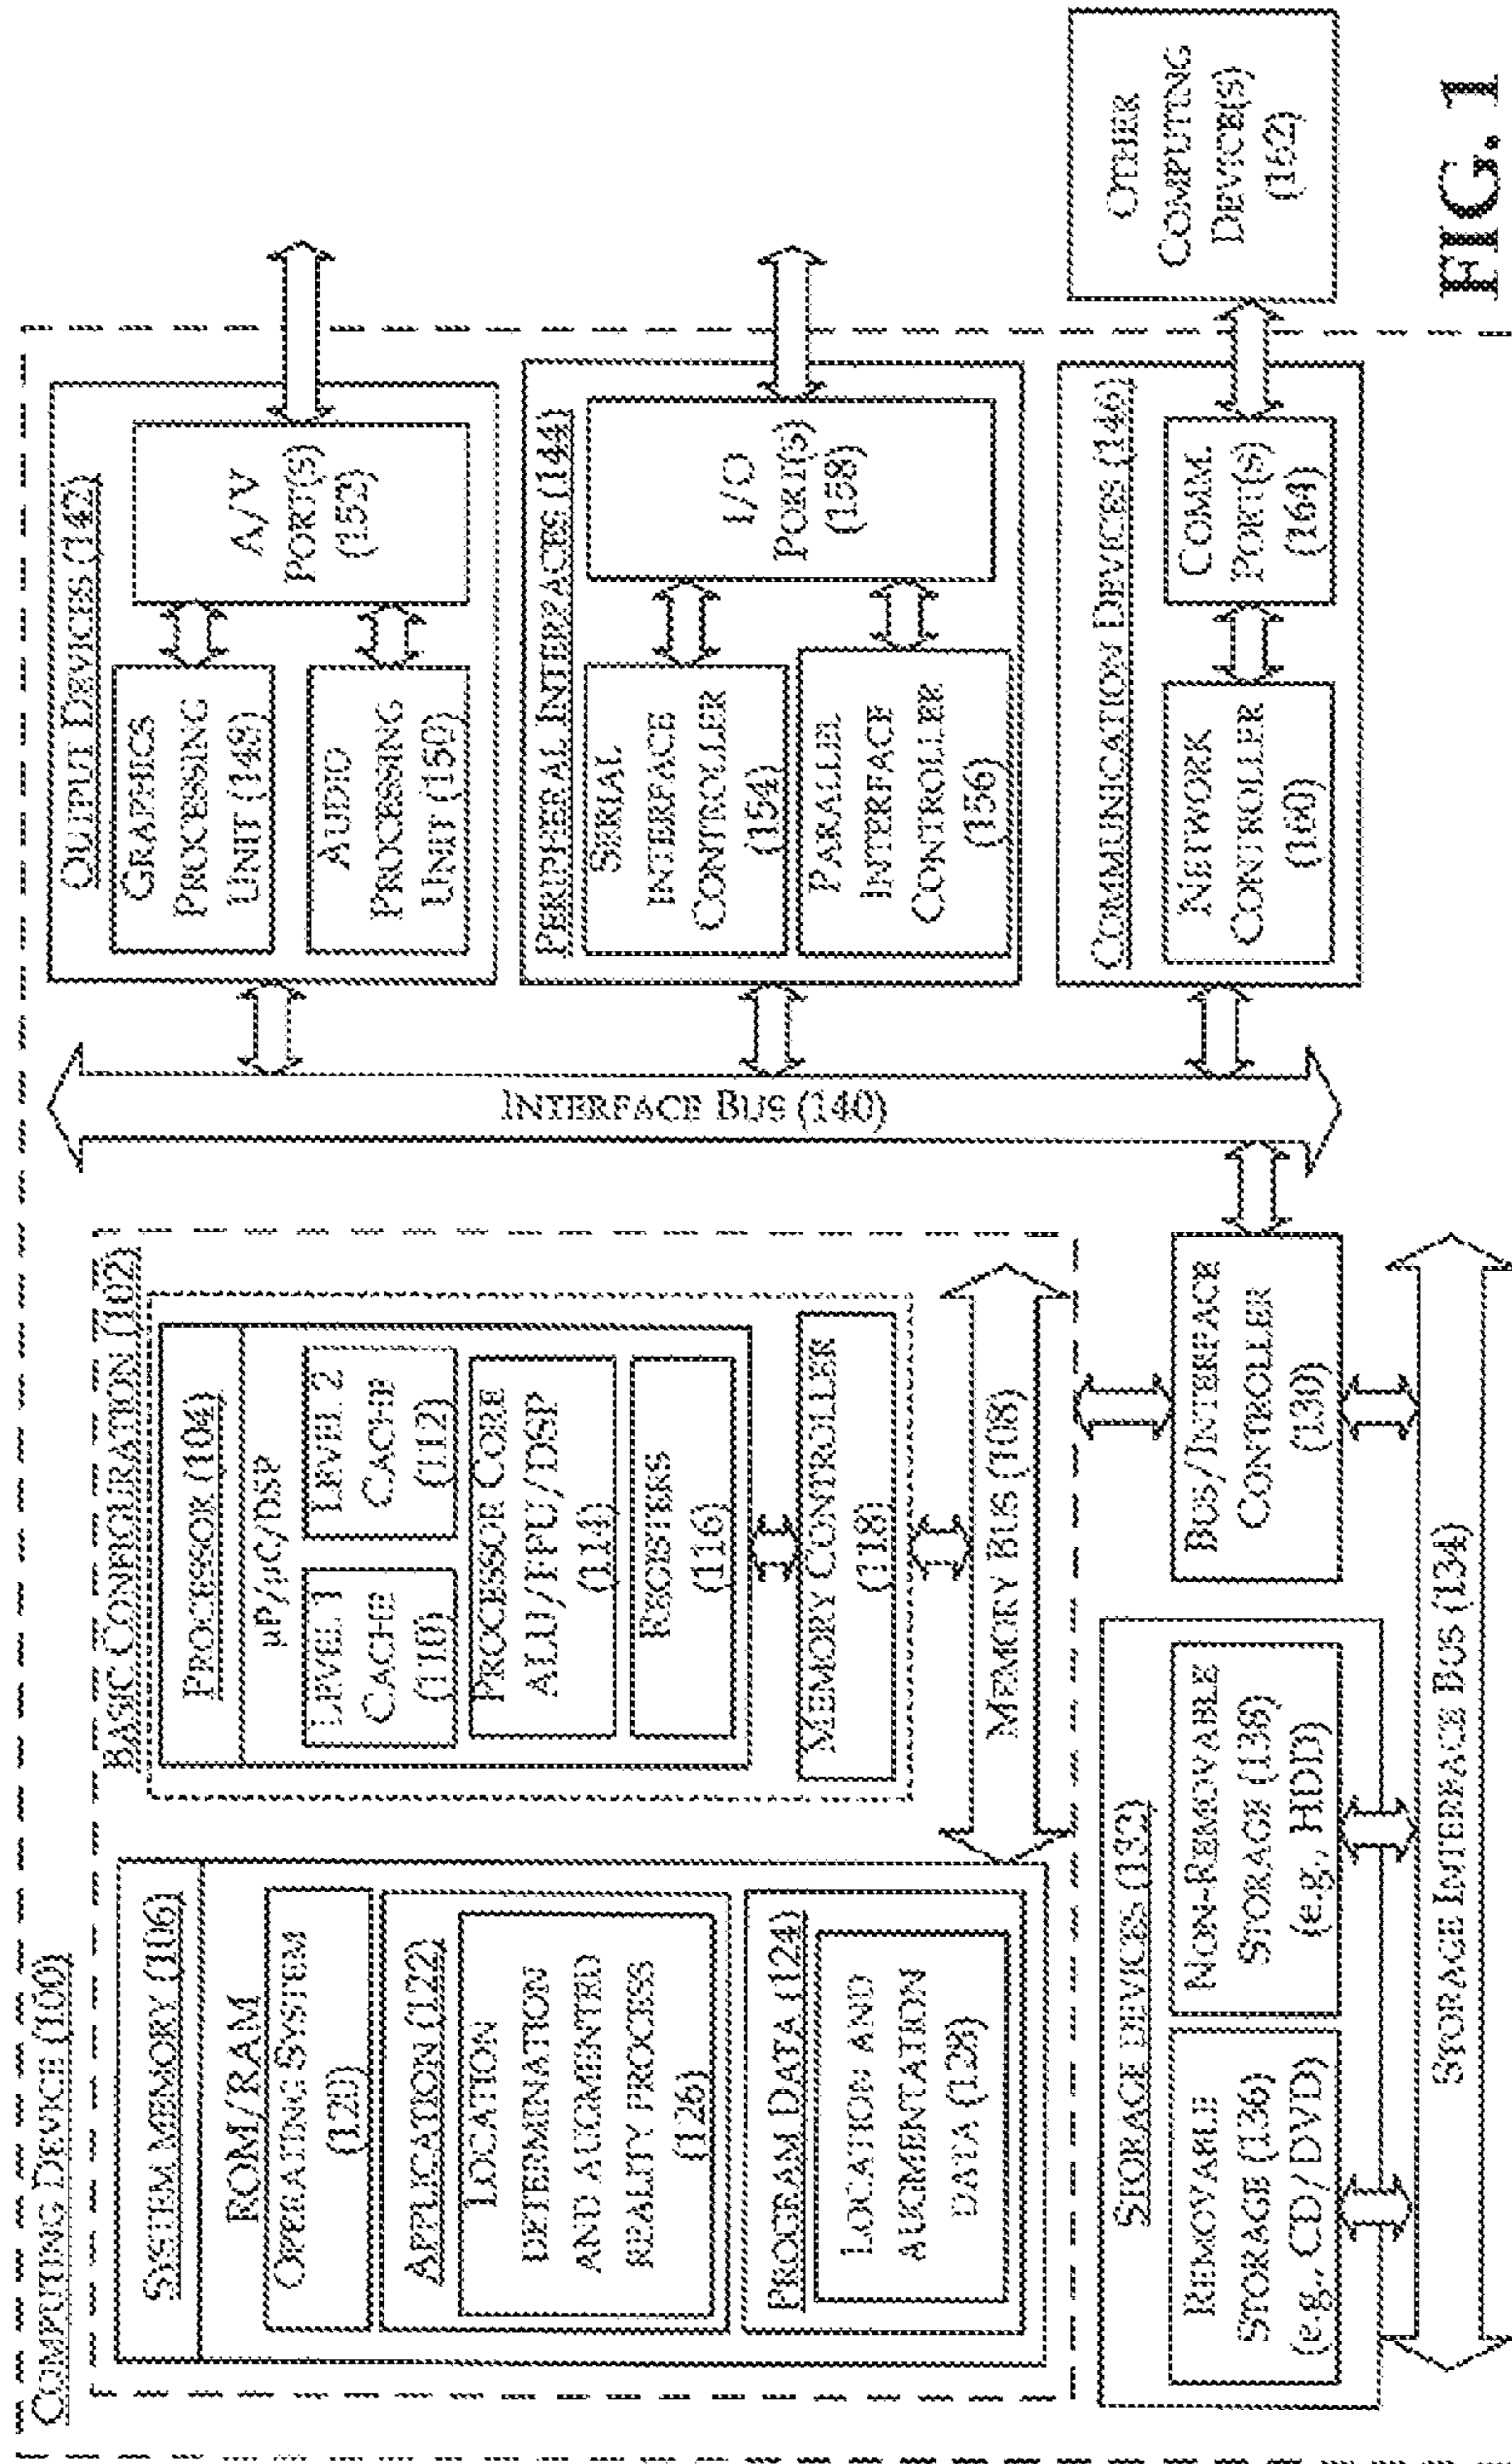 COMPUTING DEVICE (100)
BASIC CONFIGURATION (102)
SYSTEM MEMORY (106)
ROM/RAM
OPERATING SYSTEM
(120)
APPLICATION (122)
LOCATION
DETERMINATION
AND AUGMENTED
REALITY PROCESS
(126)
PROGRAM DATA (124)
LOCATION AND
AUGMENTATION
DATA (128)
PROCESSOR (104)
µP/µC/DSP
LEVEL 1
CACHE
(110)
LEVEL 2
CACHE
(112)
PROCESSOR CORE
ALU/FPU/DSP
(114)
REGISTERS
(116)
MEMORY CONTROLLER
(118)
MEMORY BUS (108)
STORAGE DEVICES (132)
REMOVABLE
STORAGE (136)
(e.g., CD/DVD)
NON-REMOVABLE
STORAGE (138)
(e.g., HDD)
BUS/INTERFACE
CONTROLLER
(130)
STORAGE INTERFACE BUS (134)
INTERFACE BUS (140)
OUTPUT DEVICES (142)
GRAPHICS
PROCESSING
UNIT (148)
AUDIO
PROCESSING
UNIT (150)
A/V
PORT(S)
(152)
PERIPHERAL INTERFACES (144)
SERIAL
INTERFACE
CONTROLLER
(154)
PARALLEL
INTERFACE
CONTROLLER
(156)
I/O
PORT(S)
(158)
COMMUNICATION DEVICES (146)
NETWORK
CONTROLLER
(160)
COMM.
PORT(S)
(164)
OTHER
COMPUTING
DEVICE(S)
(162)
FIG. 1